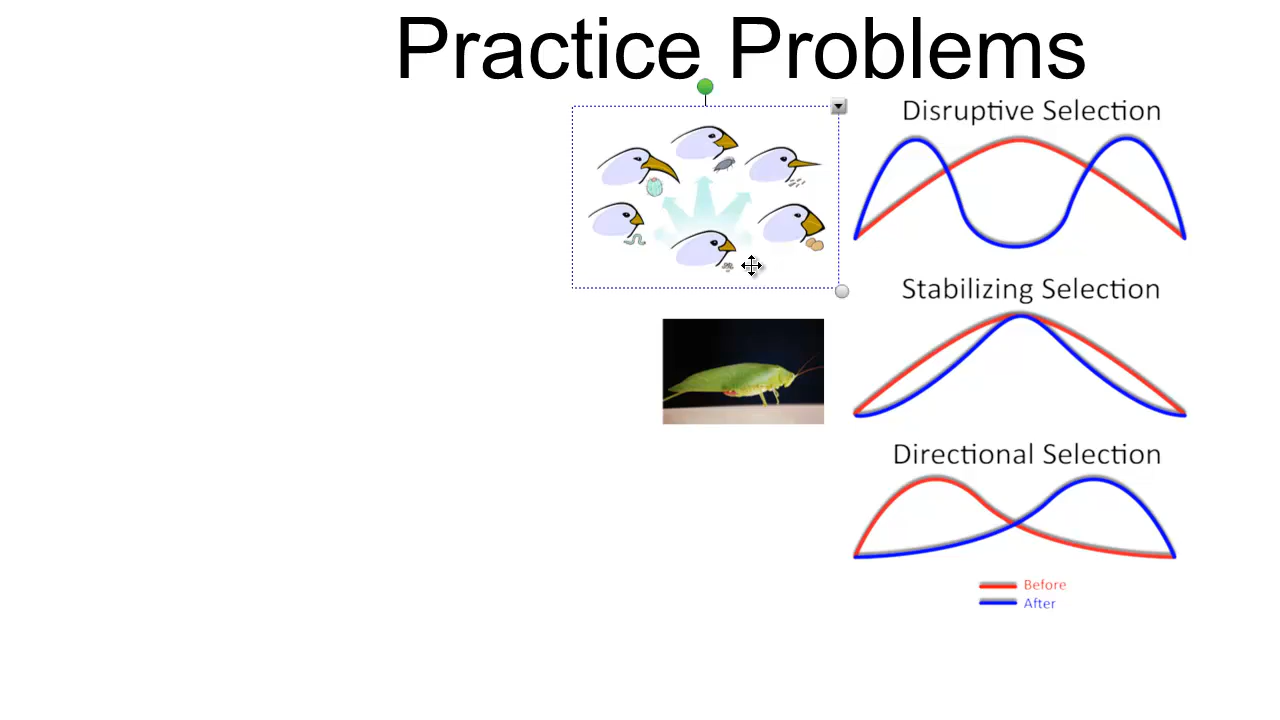 Practice Problems
Disruptive Selection
Stabilizing Selection
Directional Selection
Before
After